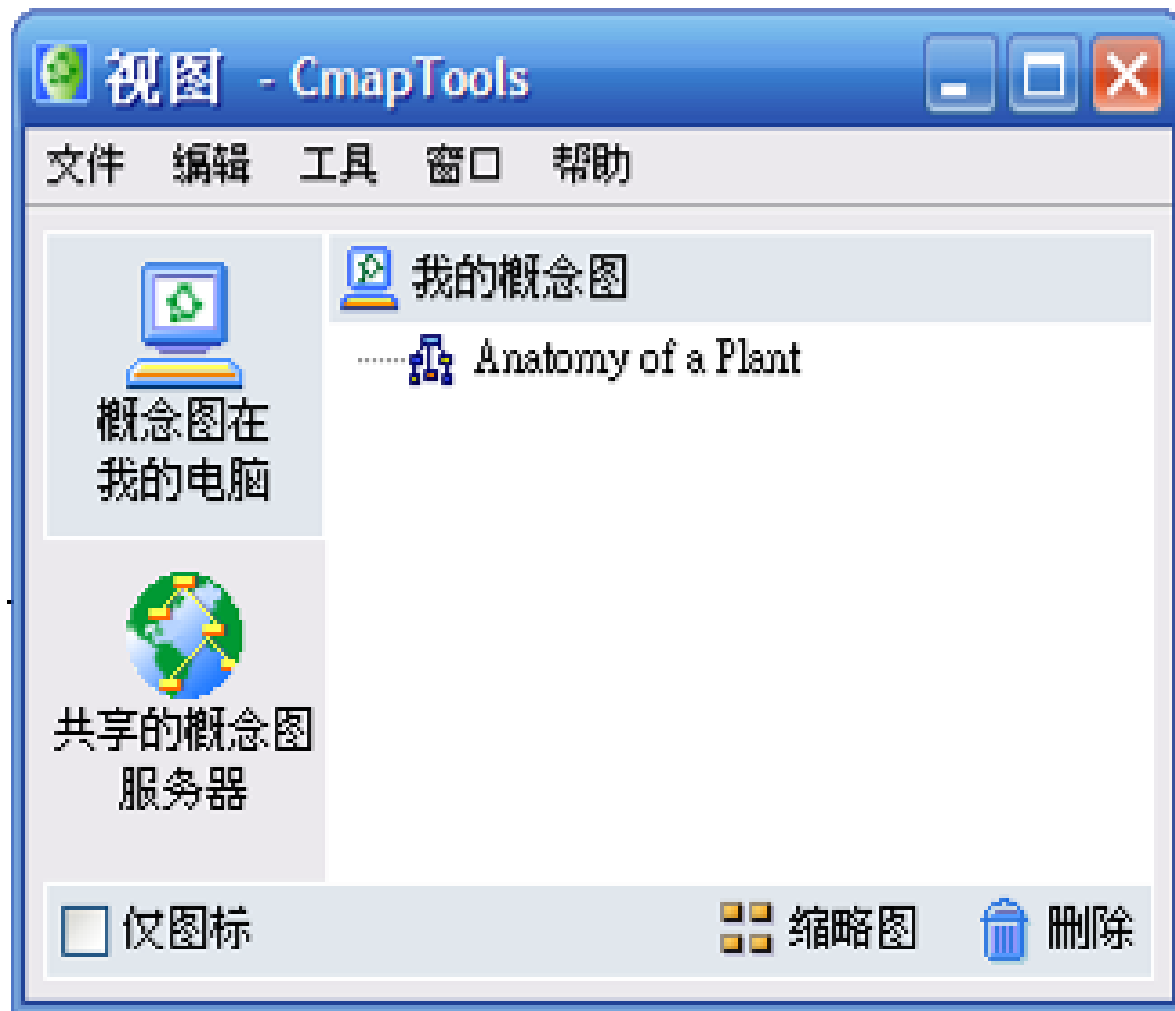 视图 - CmapTools
文件 编辑 工具 窗口 帮助
概念图在
我的电脑
共享的概念图
服务器
我的概念图
Anatomy of a Plant
仅图标
缩略图
删除